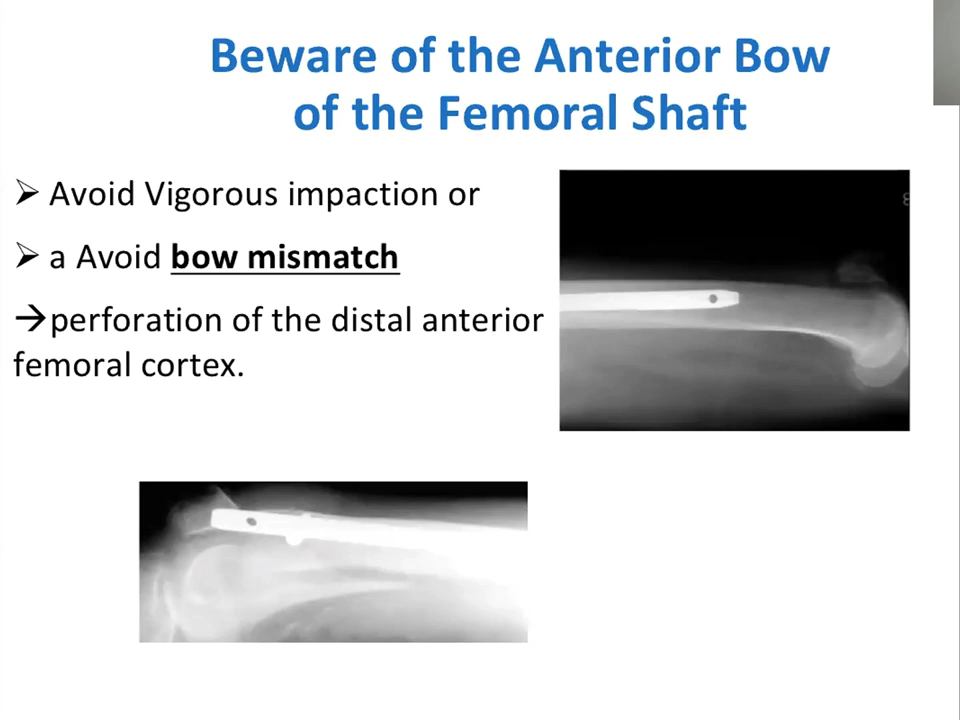 Beware of the Anterior Bow
of the Femoral Shaft
➢ Avoid Vigorous impaction or
➢ a Avoid bow mismatch
→perforation of the distal anterior
femoral cortex.